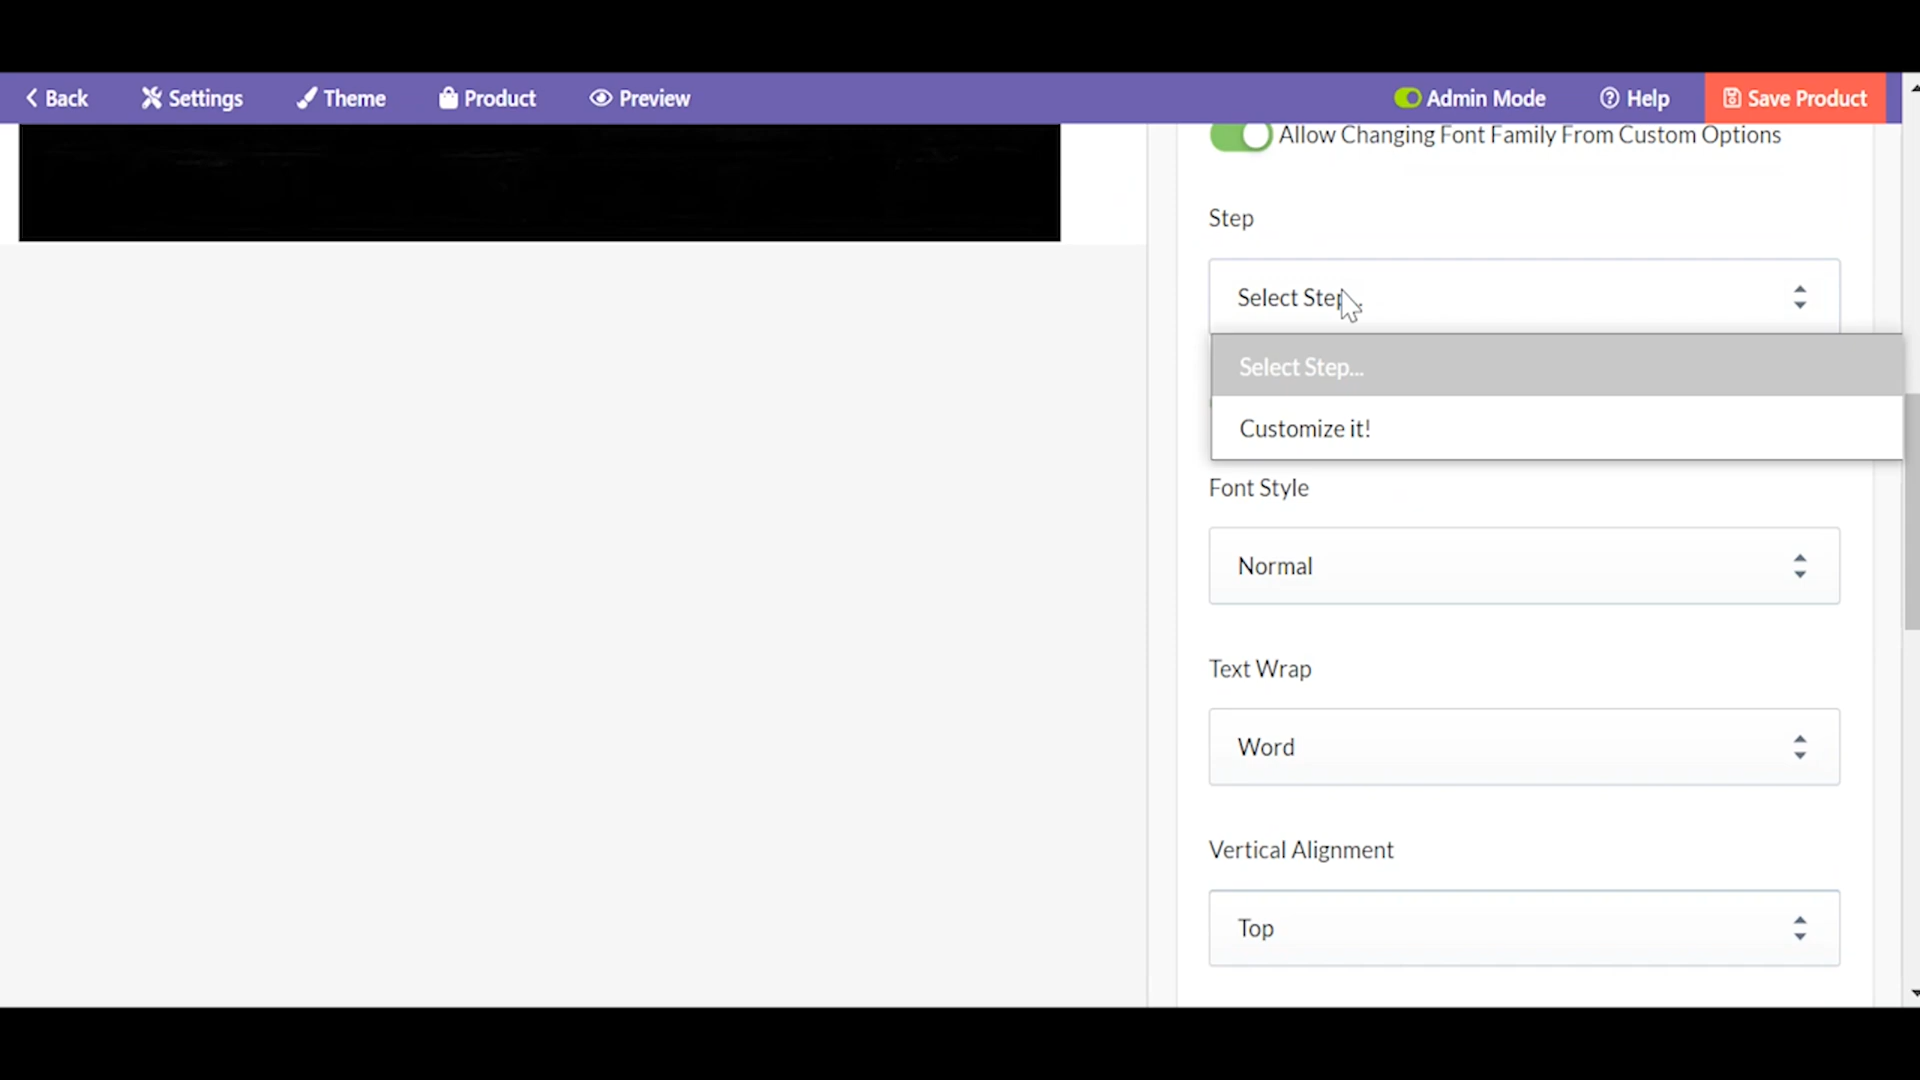 Back Settings Theme Product Preview Admin Mode Help Save Product
Allow Changing Font Family From Custom Options
Step
Select Step...
Select Step...
Customize it!
Font Style
Normal
Text Wrap
Word
Vertical Alignment
Top